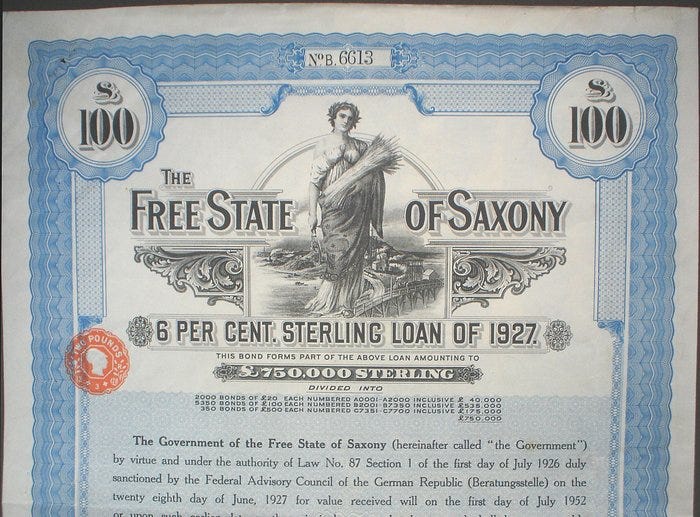 No B. 6613
£ 100
£ 100
THE
FREE STATE OF SAXONY
6 PER CENT. STERLING LOAN OF 1927.
THIS BOND FORMS PART OF THE ABOVE LOAN AMOUNTING TO
£750,000 STERLING
DIVIDED INTO
2000 BONDS OF £20 EACH NUMBERED A0001-A2000 INCLUSIVE £ 40.000
5350 BONDS OF £100 EACH NUMBERED B2001-B7350 INCLUSIVE £535.000
350 BONDS OF £500 EACH NUMBERED C7351-C7700 INCLUSIVE £175.000
£750.000
TWO POUNDS
The Government of the Free State of Saxony (hereinafter called "the Government")
by virtue and under the authority of Law No. 87 Section 1 of the first day of July 1926 duly
sanctioned by the Federal Advisory Council of the German Republic (Beratungsstelle) on the
twenty eighth day of June, 1927 for value received will on the first day of July 1952